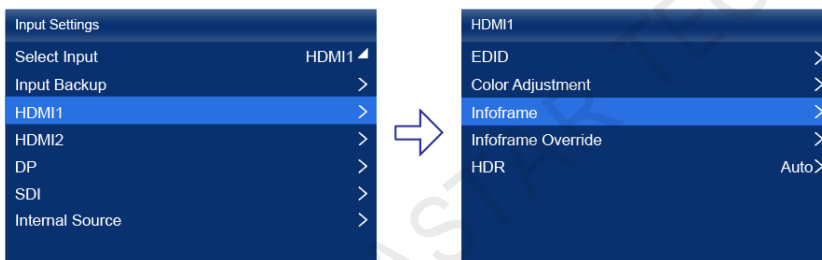 Input Settings
Select Input HDMI1
Input Backup
HDMI1
HDMI2
DP
SDI
Internal Source
HDMI1
EDID
Color Adjustment
Infoframe
Infoframe Override
HDR Auto